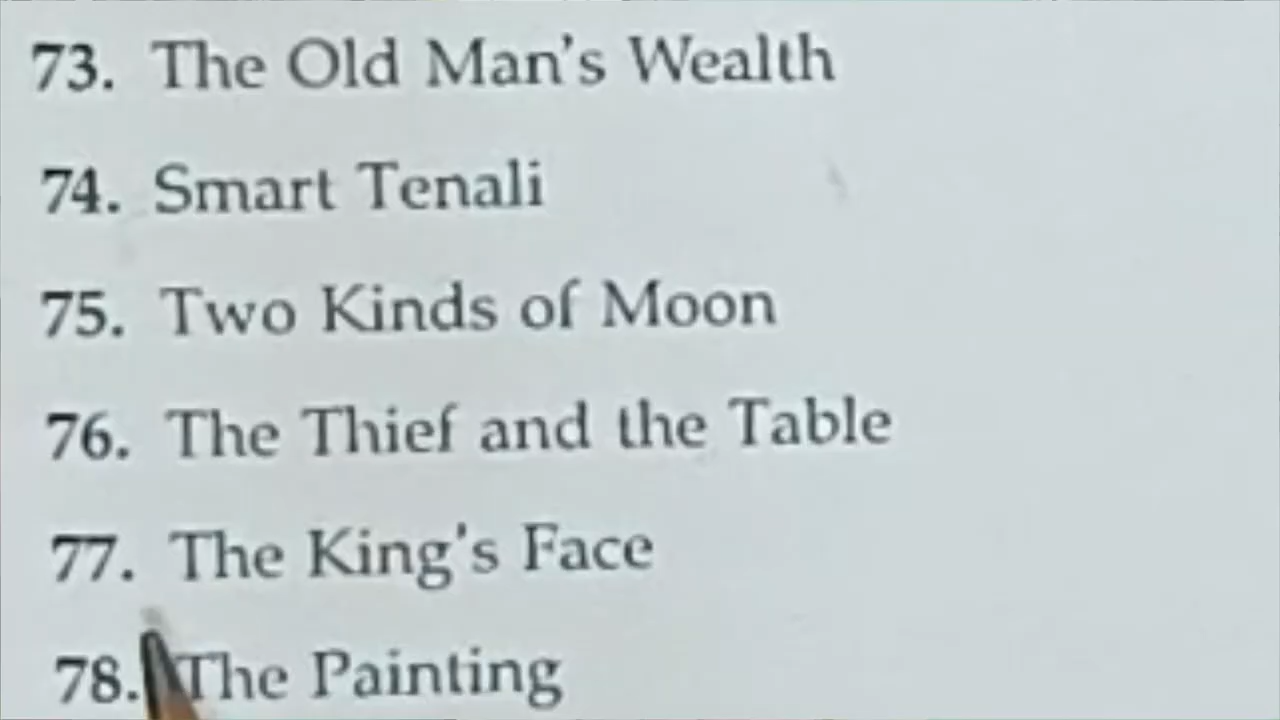 73. The Old Man's Wealth
74. Smart Tenali
75. Two Kinds of Moon
76. The Thief and the Table
77. The King's Face
78. The Painting